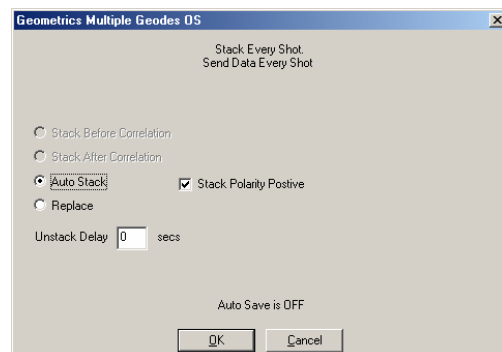 Geometrics Multiple Geodes OS
Stack Every Shot.
Send Data Every Shot
Stack Before Correlation
Stack After Correlation
Auto Stack
Stack Polarity Postive
Replace
Unstack Delay 0 secs
Auto Save is OFF
OK Cancel